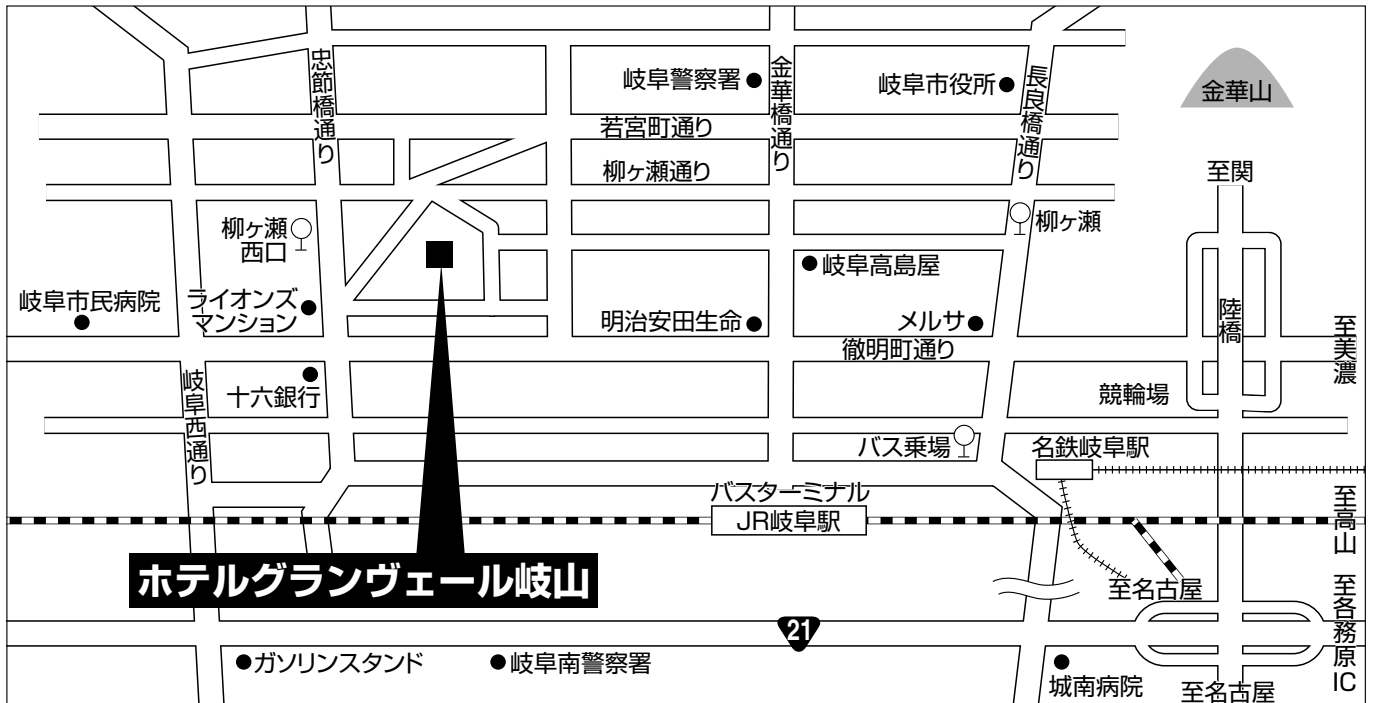 忠節橋通り
岐阜警察署
金華橋通り
岐阜市役所
長良橋通り
金華山
若宮町通り
柳ヶ瀬通り
至関
柳ヶ瀬
西口
柳ヶ瀬
岐阜高島屋
岐阜市民病院
ライオンズ
マンション
明治安田生命
メルサ
陸橋
至美濃
徹明町通り
岐阜西通り
十六銀行
競輪場
バス乗場
名鉄岐阜駅
バスターミナル
JR岐阜駅
至高山
ホテルグランヴェール岐山
至名古屋
至各務原IC
21
ガソリンスタンド
岐阜南警察署
城南病院
至名古屋